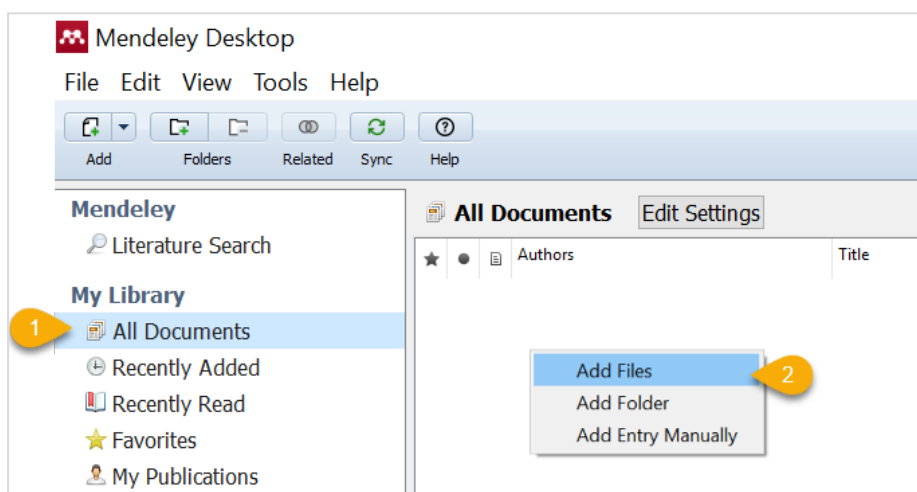 Mendeley Desktop
File Edit View Tools Help
Add Folders Related Sync Help
Mendeley
Literature Search
My Library
1
All Documents
Recently Added
Recently Read
Favorites
My Publications
All Documents Edit Settings
Authors Title
Add Files
2
Add Folder
Add Entry Manually